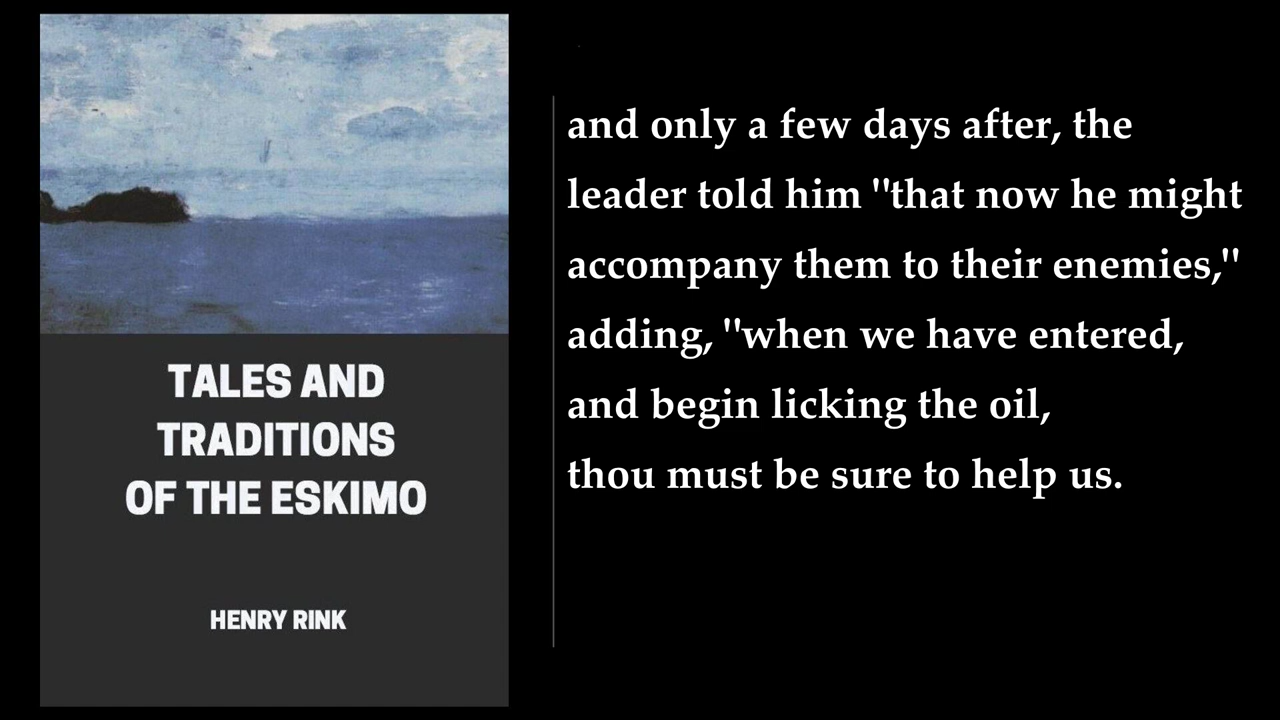 TALES AND
TRADITIONS
OF THE ESKIMO
HENRY RINK
and only a few days after, the
leader told him "that now he might
accompany them to their enemies,"
adding, "when we have entered,
and begin licking the oil,
thou must be sure to help us.